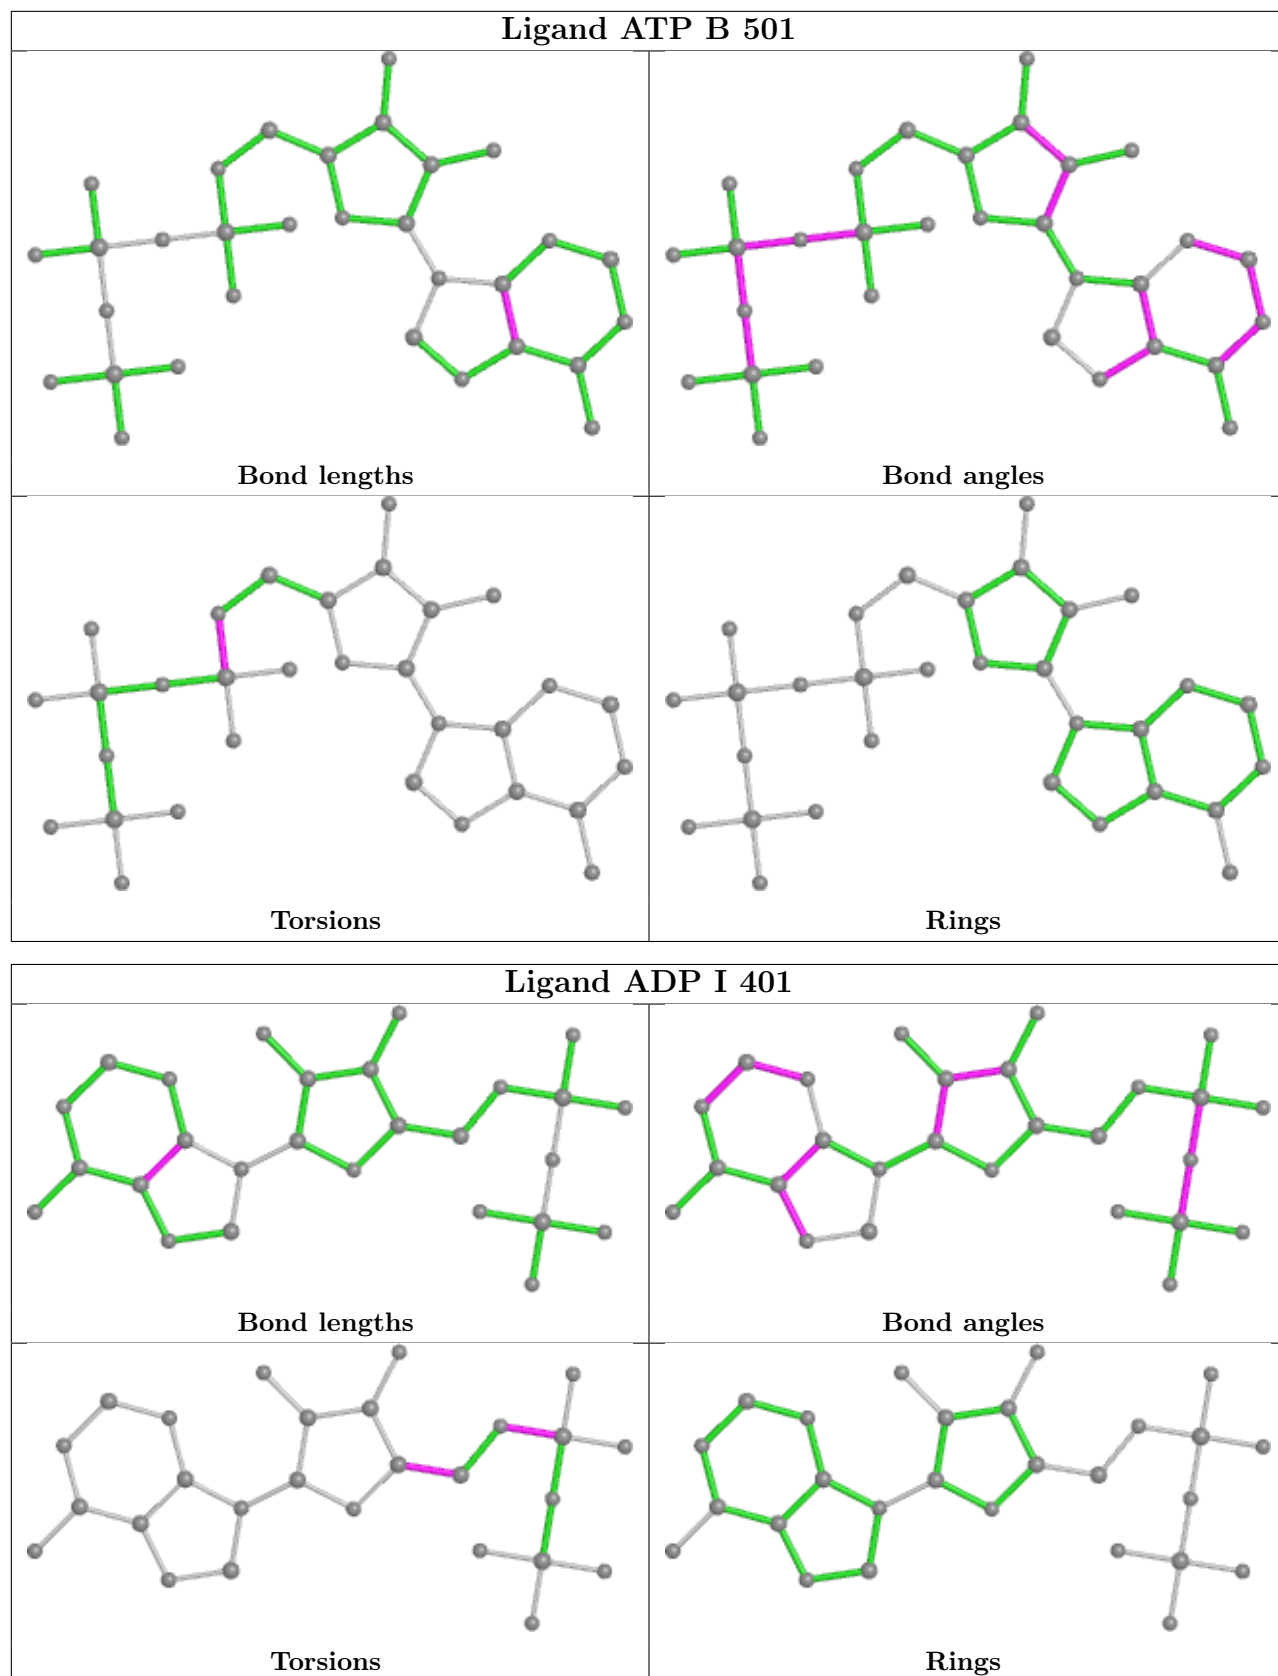 Ligand ATP B 501
Bond lengths
Bond angles
Torsions
Rings
Ligand ADP I 401
Bond lengths
Bond angles
Torsions
Rings